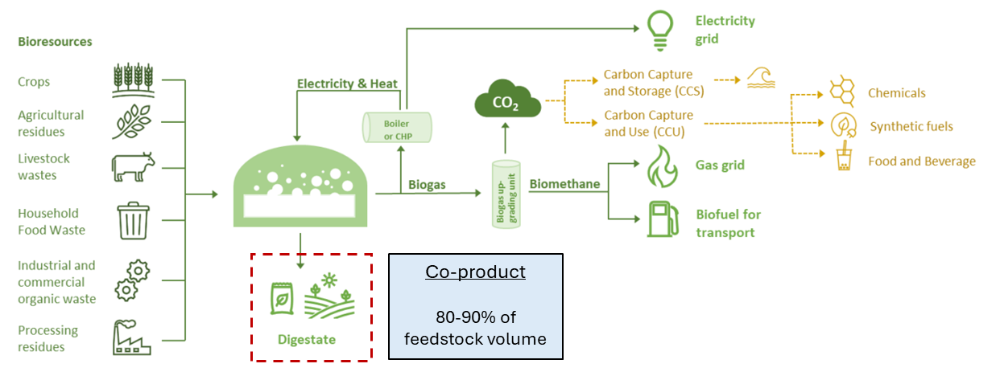 Bioresources
Crops
Agricultural
residues
Livestock
wastes
Household
Food Waste
Industrial and
commercial
organic waste
Processing
residues
Electricity & Heat
Boiler
or CHP
Biogas
Digestate
Co-product
80-90% of
feedstock volume
Biogas up-
grading unit
CO₂
Biomethane
Electricity
grid
Carbon Capture
and Storage (CCS)
Carbon Capture
and Use (CCU)
Chemicals
Synthetic fuels
Food and Beverage
Gas grid
Biofuel for
transport